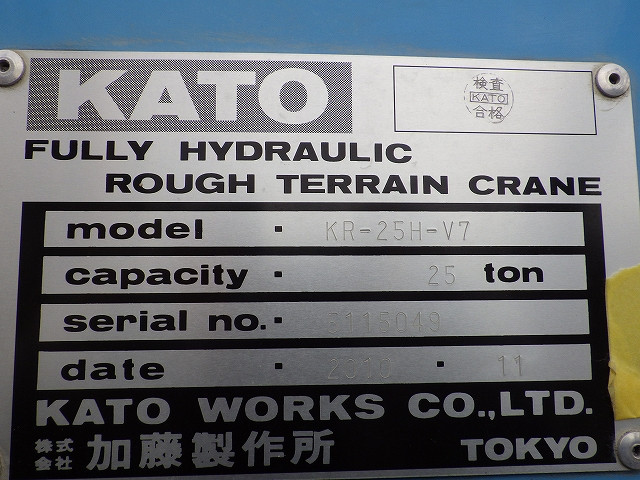 KATO
検査
KATO
合格
FULLY HYDRAULIC
ROUGH TERRAIN CRANE
model · KR-25H-V7
capacity · 25 ton
serial no. ·
date · 2010 · 11
KATO WORKS CO.,LTD.
株式会社 加藤製作所 TOKYO